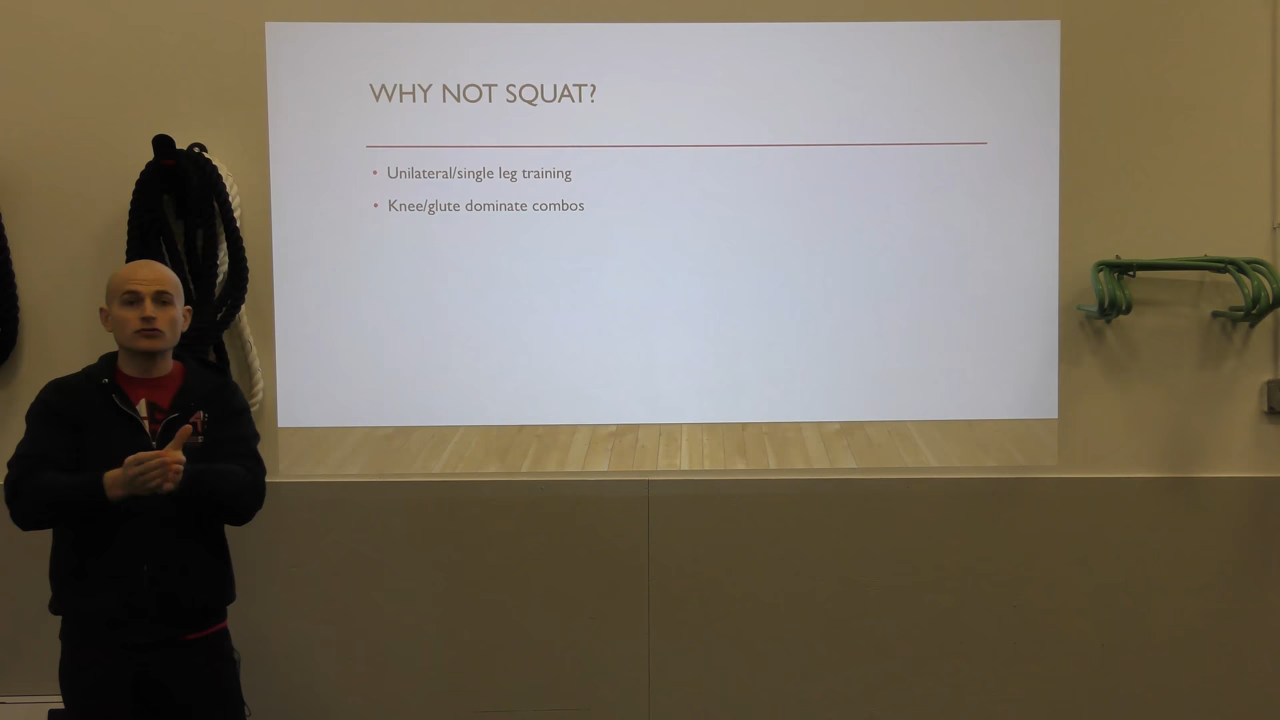 WHY NOT SQUAT?
Unilateral/single leg training
Knee/glute dominate combos